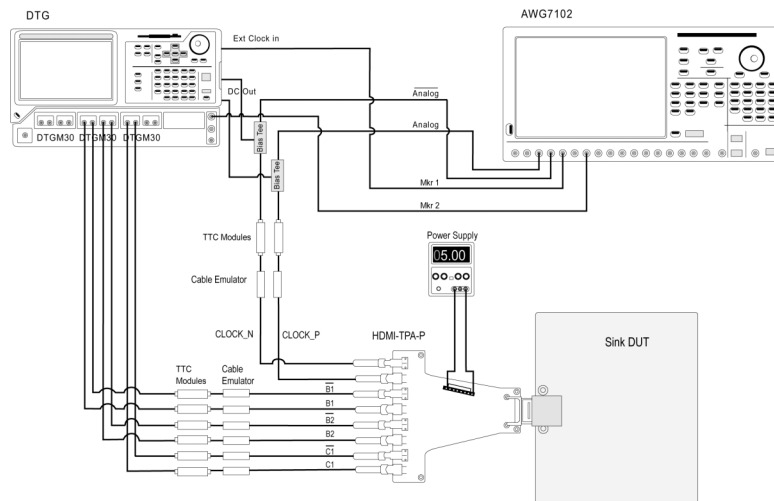 DTG
AWG7102
Ext Clock in
DC Out
Analog
Analog
DTGM30 DTGM30 DTGM30
Bias Tee
Bias Tee
Mkr 1
Mkr 2
TTC Modules
Power Supply
05.00
Cable Emulator
CLOCK_N
CLOCK_P
HDMI-TPA-P
Sink DUT
TTC
Modules
Cable
Emulator
B1
B1
B2
B2
C1
C1